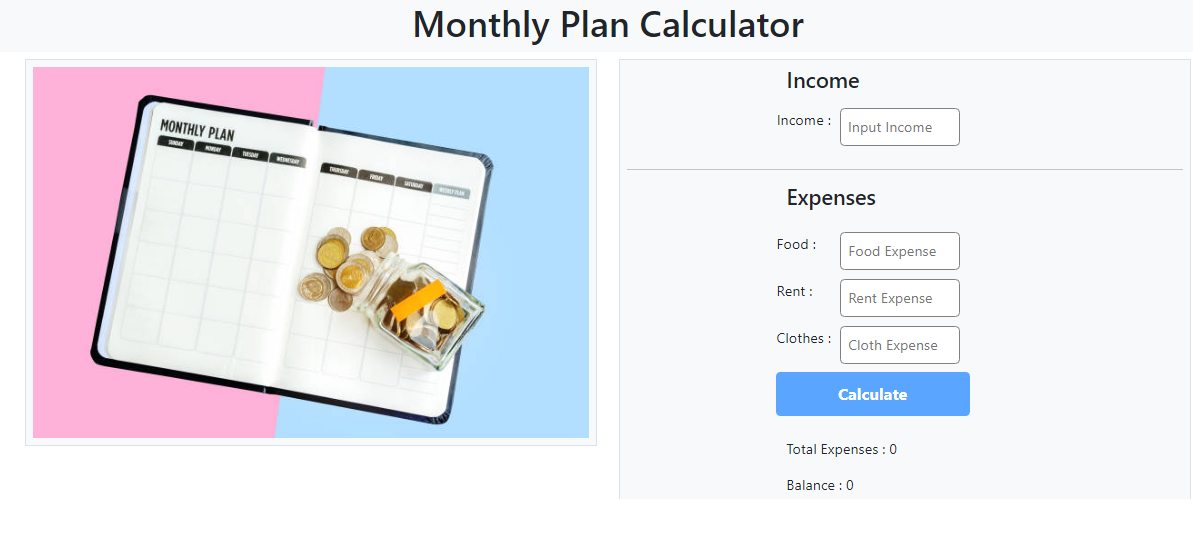 Monthly Plan Calculator
MONTHLY PLAN
SUNDAY MONDAY TUESDAY WEDNESDAY
THURSDAY FRIDAY SATURDAY WEEKLY PLAN
Income
Income : Input Income
Expenses
Food : Food Expense
Rent : Rent Expense
Clothes : Cloth Expense
Calculate
Total Expenses : 0
Balance : 0